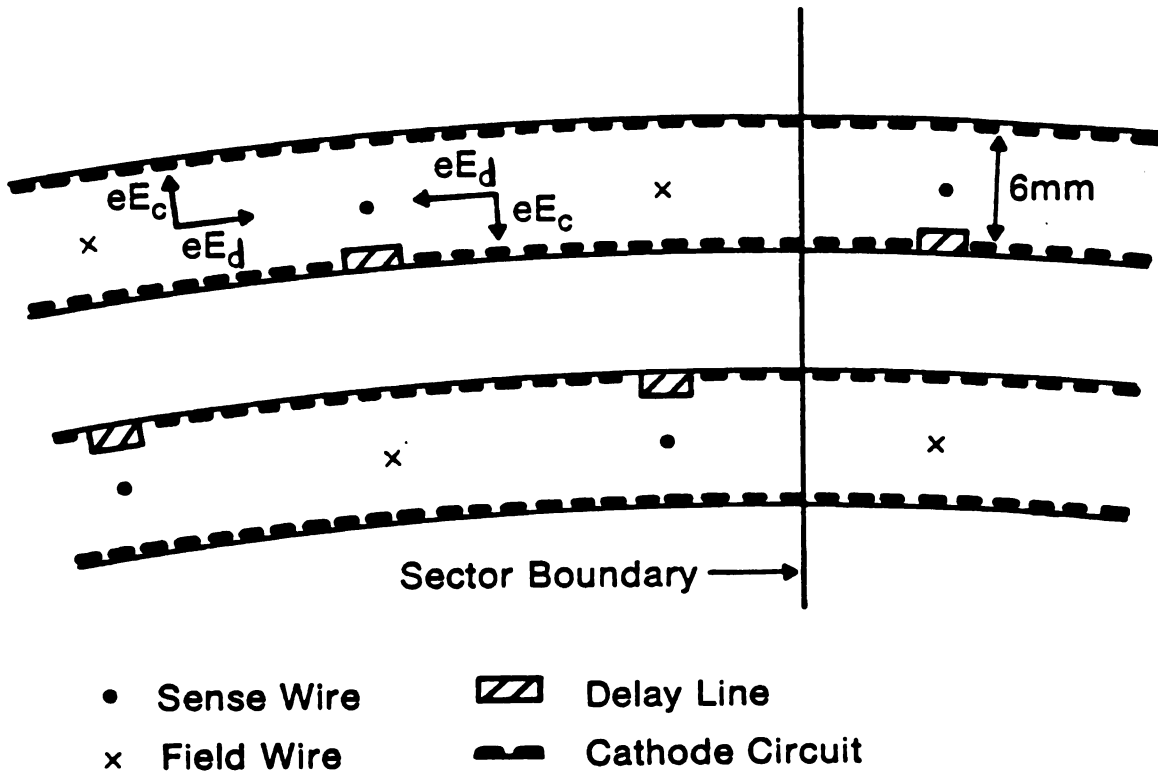 eE_d
eE_c
eE_c
eE_d
6mm
Sector Boundary
Sense Wire
Delay Line
Field Wire
Cathode Circuit